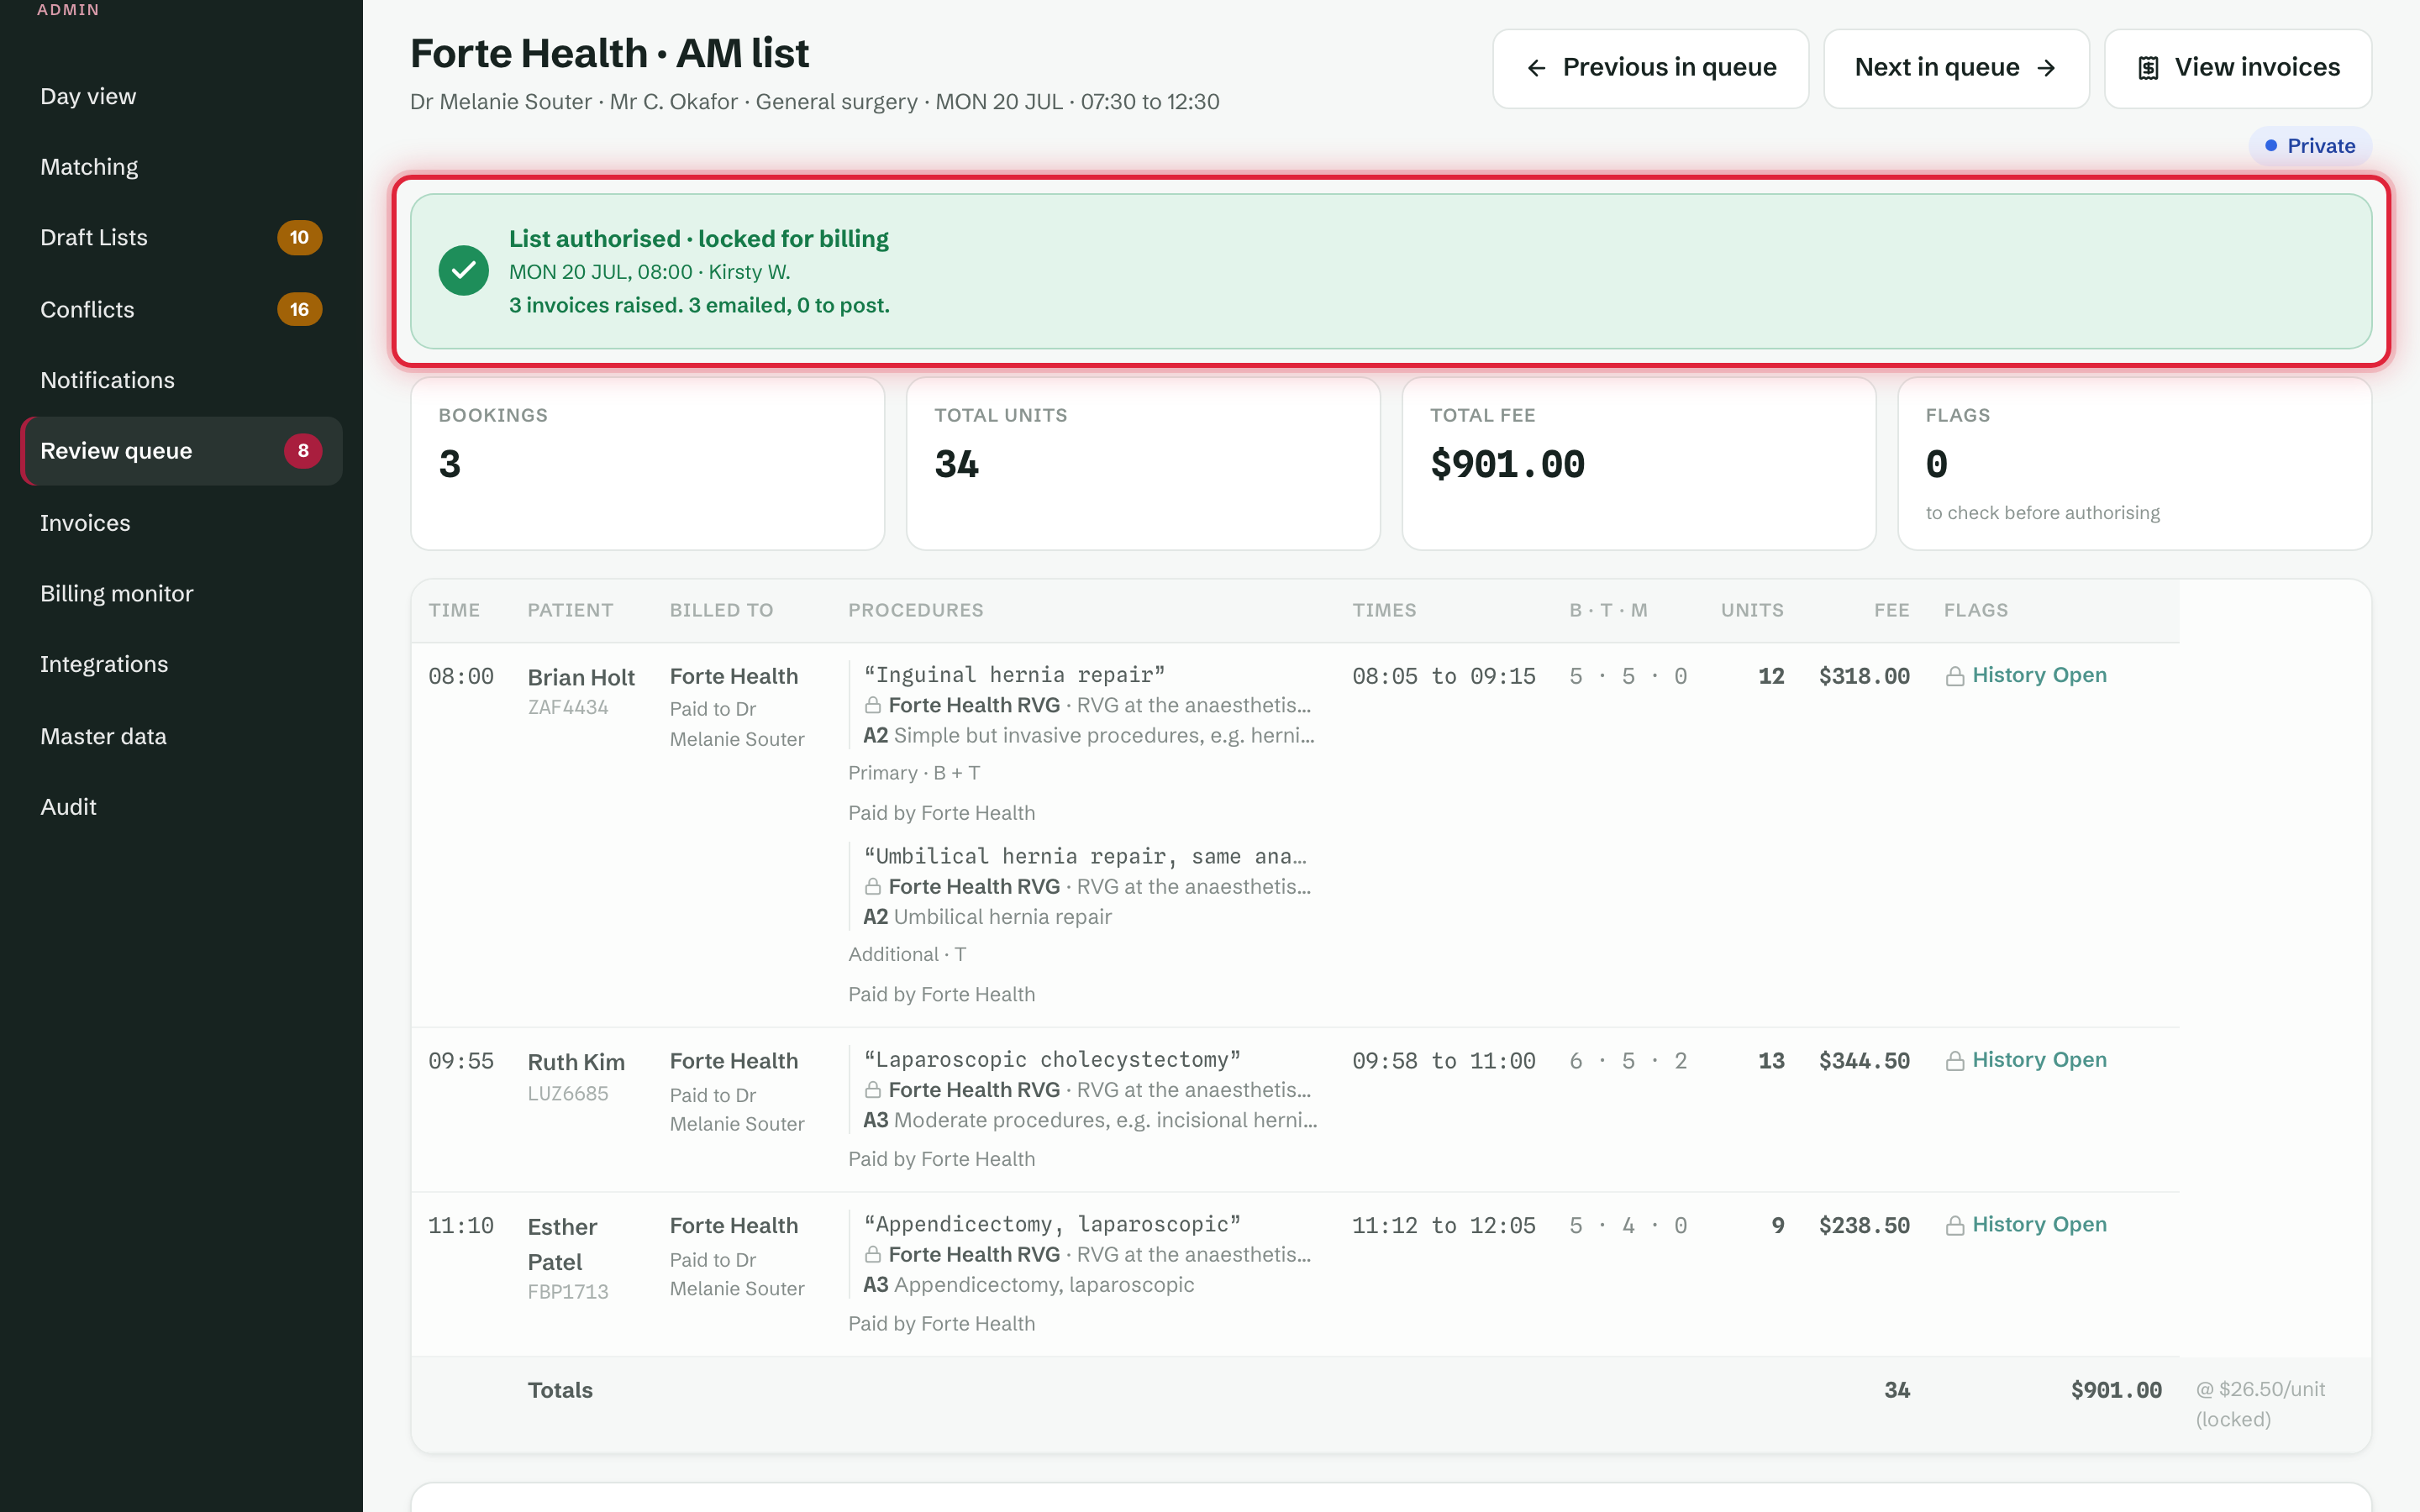 ADMIN
Day view
Matching
Draft Lists 10
Conflicts 16
Notifications
Review queue 8
Invoices
Billing monitor
Integrations
Master data
Audit
Forte Health · AM list
Dr Melanie Souter · Mr C. Okafor · General surgery · MON 20 JUL · 07:30 to 12:30
← Previous in queue
Next in queue →
View invoices
Private
List authorised · locked for billing
MON 20 JUL, 08:00 · Kirsty W.
3 invoices raised. 3 emailed, 0 to post.
BOOKINGS
3
TOTAL UNITS
34
TOTAL FEE
$901.00
FLAGS
0
to check before authorising
TIME PATIENT BILLED TO PROCEDURES TIMES B · T · M UNITS FEE FLAGS
08:00
Brian Holt
ZAF4434
Forte Health
Paid to Dr
Melanie Souter
“Inguinal hernia repair”
Forte Health RVG · RVG at the anaesthetis...
A2 Simple but invasive procedures, e.g. herni...
Primary · B + T
Paid by Forte Health
“Umbilical hernia repair, same ana...
Forte Health RVG · RVG at the anaesthetis...
A2 Umbilical hernia repair
Additional · T
Paid by Forte Health
08:05 to 09:15
5 · 5 · 0
12
$318.00
History Open
09:55
Ruth Kim
LUZ6685
Forte Health
Paid to Dr
Melanie Souter
“Laparoscopic cholecystectomy”
Forte Health RVG · RVG at the anaesthetis...
A3 Moderate procedures, e.g. incisional herni...
Paid by Forte Health
09:58 to 11:00
6 · 5 · 2
13
$344.50
History Open
11:10
Esther
Patel
FBP1713
Forte Health
Paid to Dr
Melanie Souter
“Appendicectomy, laparoscopic”
Forte Health RVG · RVG at the anaesthetis...
A3 Appendicectomy, laparoscopic
Paid by Forte Health
11:12 to 12:05
5 · 4 · 0
9
$238.50
History Open
Totals
34
$901.00
@ $26.50/unit
(locked)